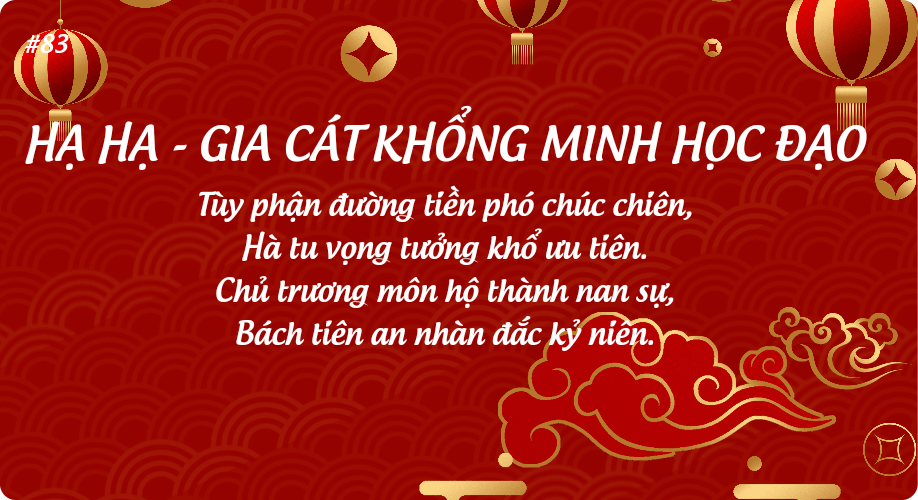 #83
HẠ HẠ - GIA CÁT KHỔNG MINH HỌC ĐẠO
Tùy phận đường tiền phó chúc chiên,
Hà tu vọng tưởng khổ ưu tiên.
Chủ trương môn hộ thành nan sự,
Bách tiên an nhàn đắc kỷ niên.